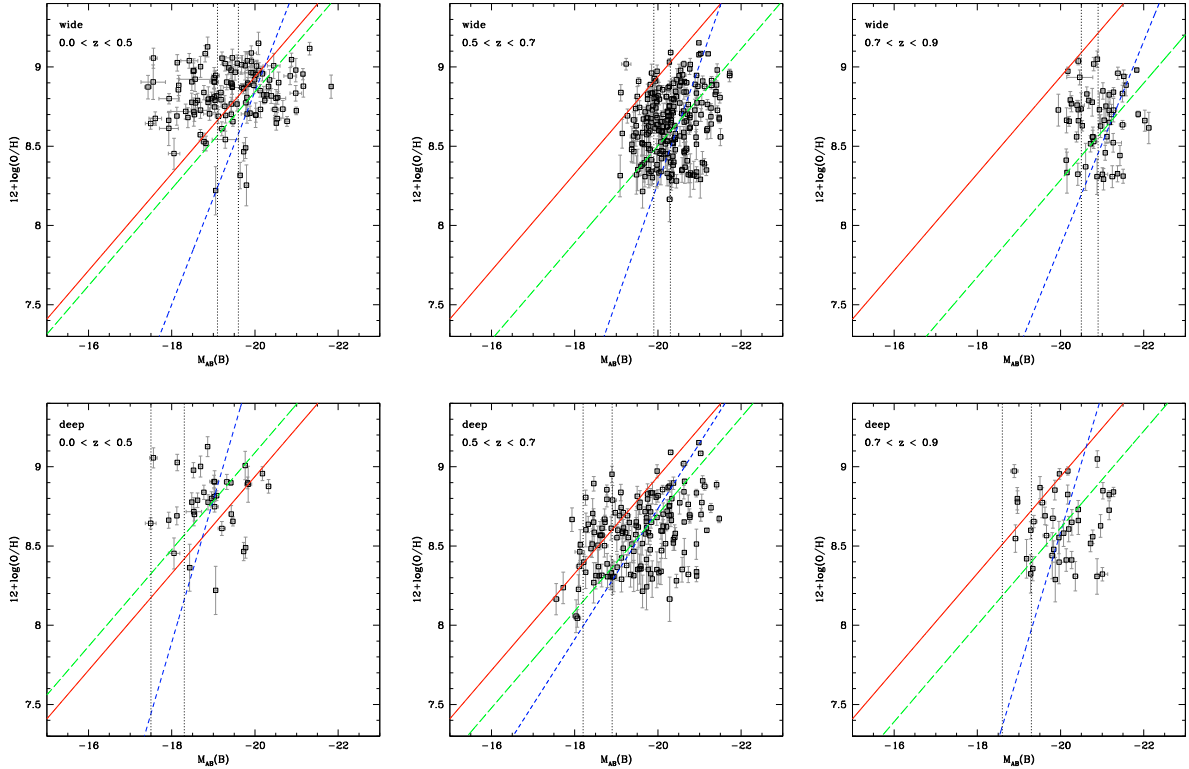 wide
0.0 < z < 0.5
12+log(O/H)
9
8.5
8
7.5
−16
−18
−20
−22
M_AB(B)
wide
0.5 < z < 0.7
12+log(O/H)
9
8.5
8
7.5
−16
−18
−20
−22
M_AB(B)
wide
0.7 < z < 0.9
12+log(O/H)
9
8.5
8
7.5
−16
−18
−20
−22
M_AB(B)
deep
0.0 < z < 0.5
12+log(O/H)
9
8.5
8
7.5
−16
−18
−20
−22
M_AB(B)
deep
0.5 < z < 0.7
12+log(O/H)
9
8.5
8
7.5
−16
−18
−20
−22
M_AB(B)
deep
0.7 < z < 0.9
12+log(O/H)
9
8.5
8
7.5
−16
−18
−20
−22
M_AB(B)